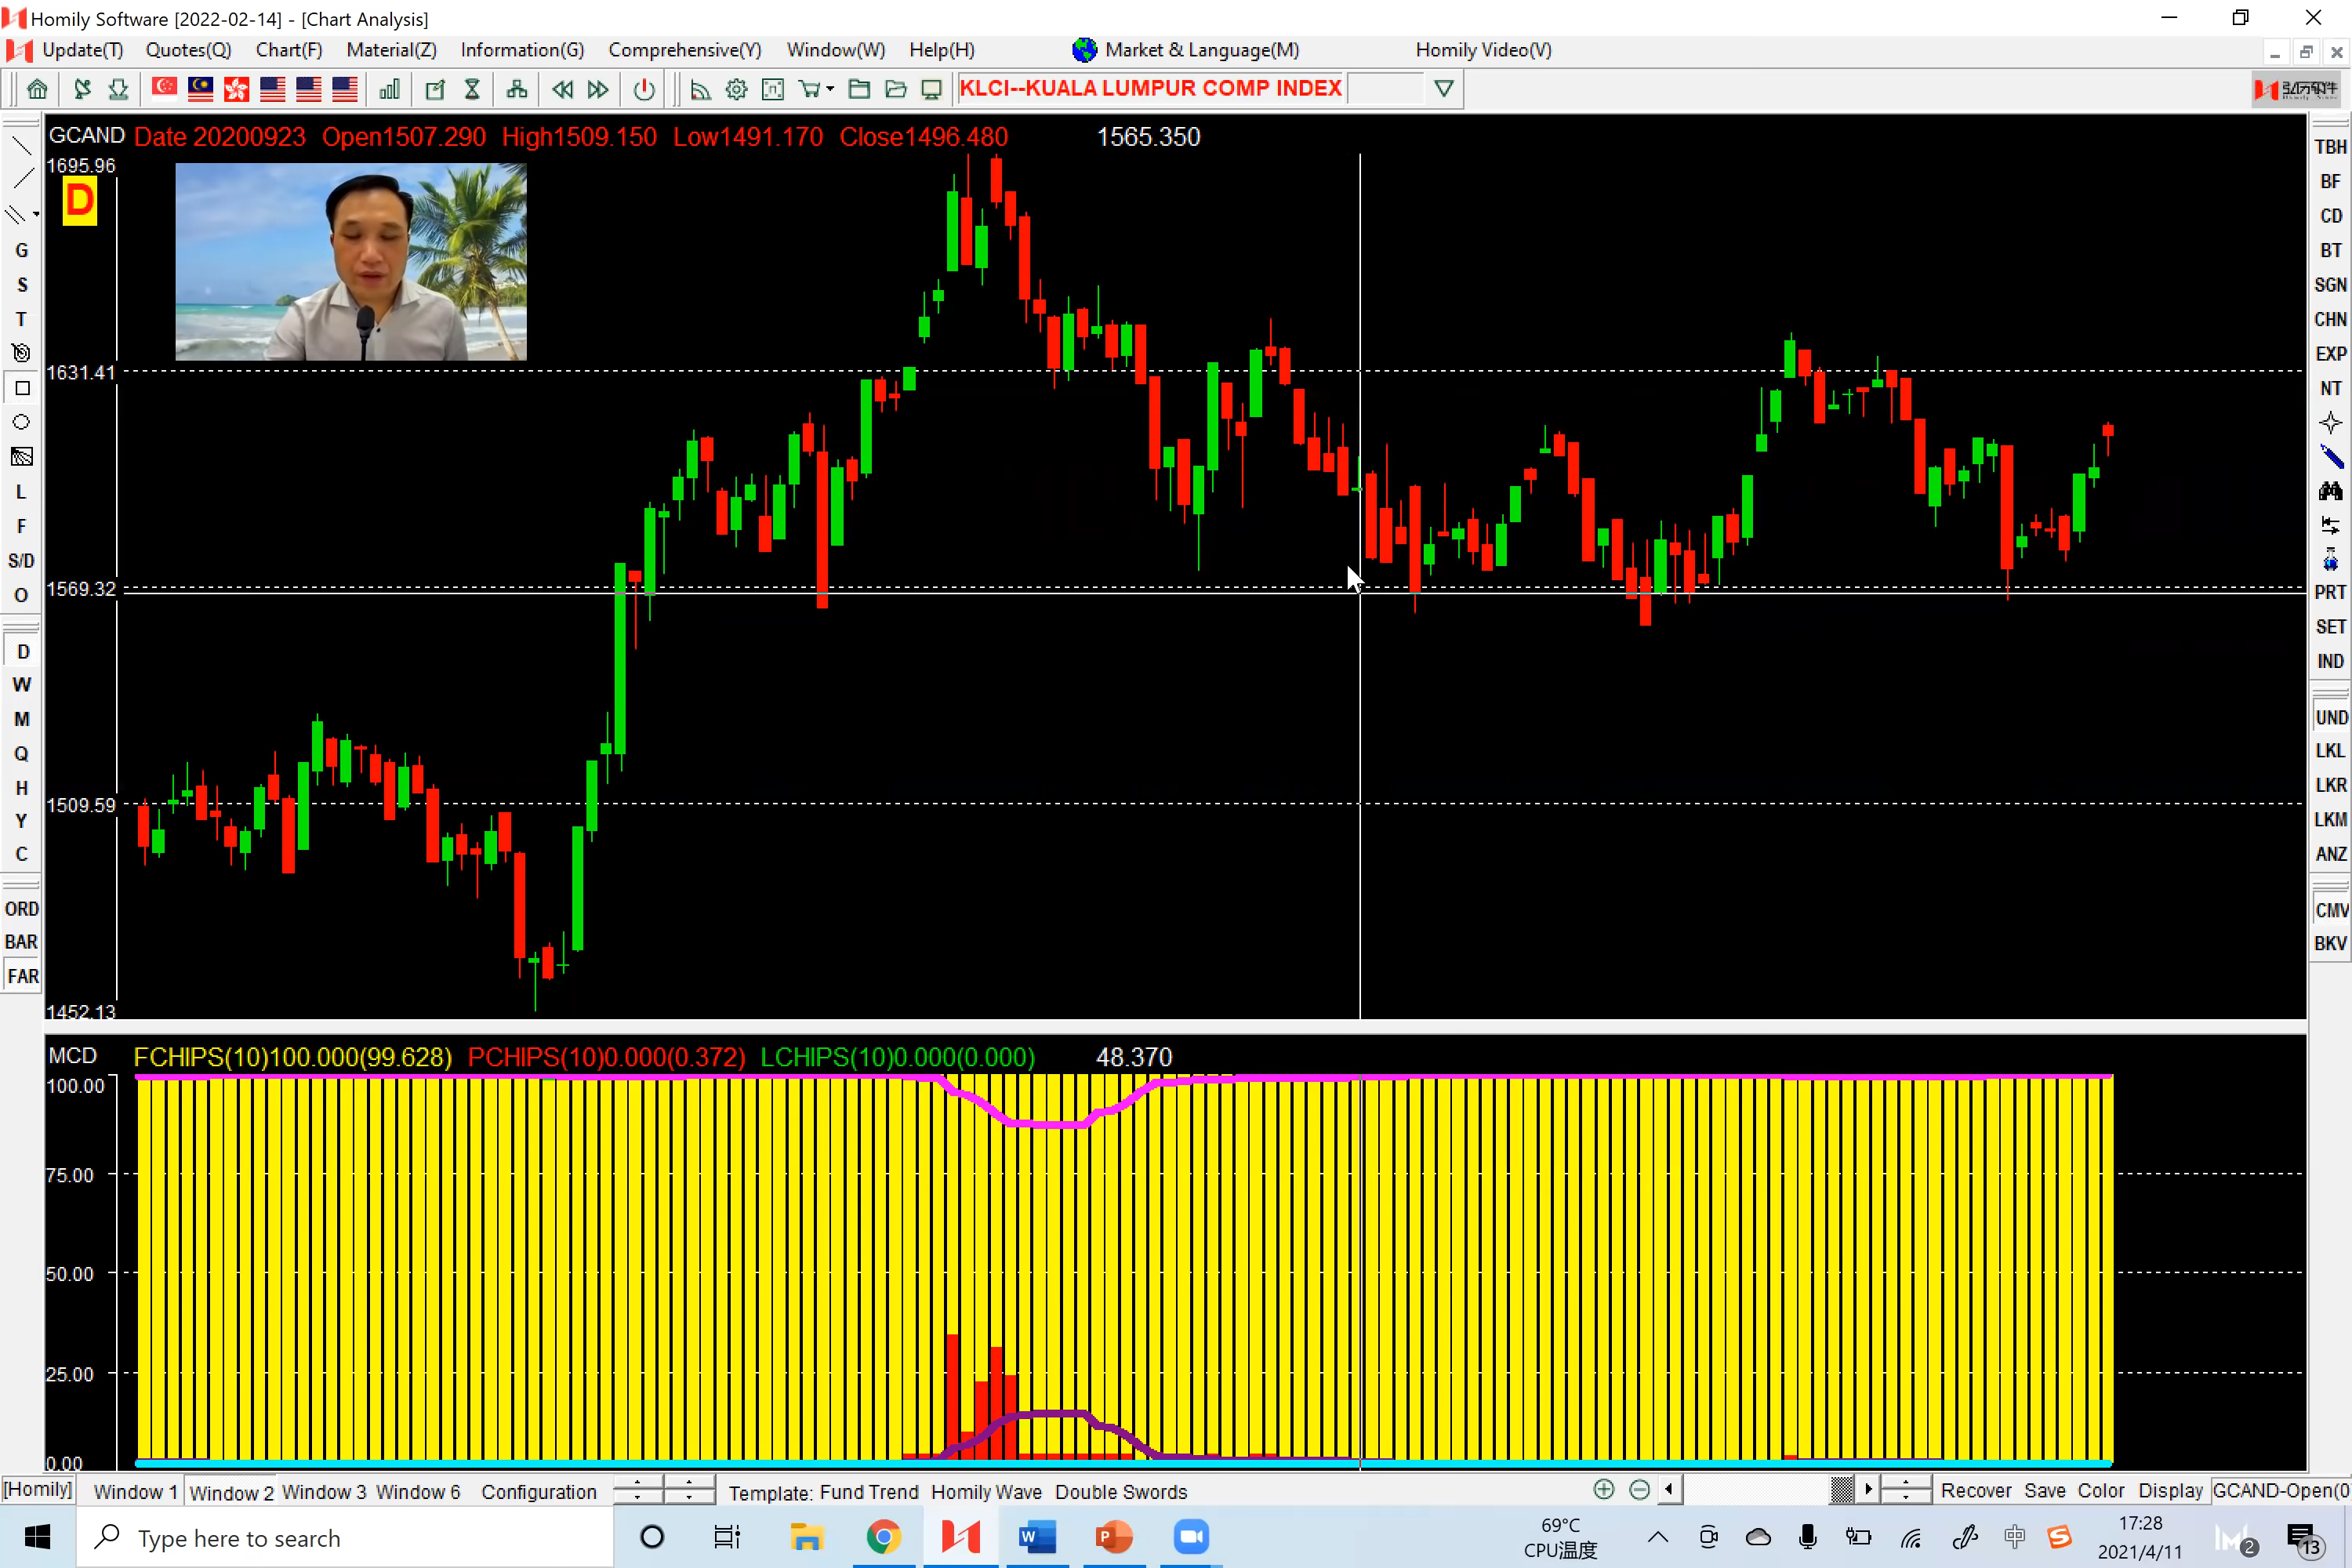 Homily Software [2022-02-14] - [Chart Analysis]
Update(T) Quotes(Q) Chart(F) Material(Z) Information(G) Comprehensive(Y) Window(W) Help(H) Market & Language(M) Homily Video(V)
KLCI--KUALA LUMPUR COMP INDEX 弘历软件
GCAND Date 20200923 Open1507.290 High1509.150 Low1491.170 Close1496.480 1565.350
1695.96
D
1631.41
1569.32
1509.59
1452.13
G
S
T
L
F
S/D
O
D
W
M
Q
H
Y
C
ORD
BAR
FAR
TBH
BF
CD
BT
SGN
CHN
EXP
NT
PRT
SET
IND
UND
LKL
LKR
LKM
ANZ
CMV
BKV
MCD FCHIPS(10)100.000(99.628) PCHIPS(10)0.000(0.372) LCHIPS(10)0.000(0.000) 48.370
100.00
75.00
50.00
25.00
0.00
[Homily] Window 1 Window 2 Window 3 Window 6 Configuration Template: Fund Trend Homily Wave Double Swords Recover Save Color Display GCAND-Open(0
Type here to search
69°C
CPU温度
中
17:28
2021/4/11
2
13